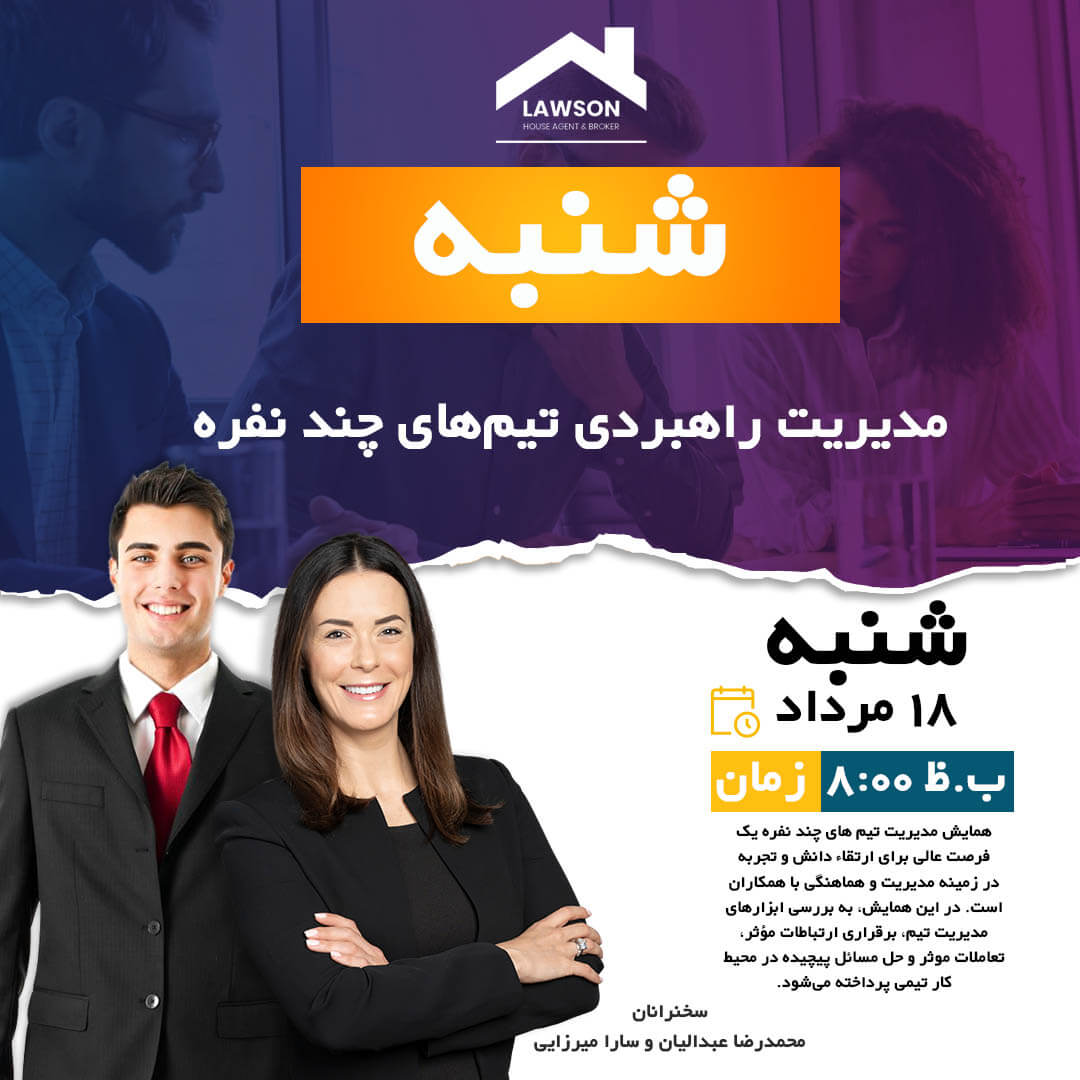 LAWSON
HOUSE AGENT & BROKER
شنبه
مدیریت راهبردی تیم‌های چند نفره
شنبه
۱۸ مرداد
زمان ۸:۰۰ ب.ظ
همایش مدیریت تیم های چند نفره یک
فرصت عالی برای ارتقاء دانش و تجربه
در زمینه مدیریت و هماهنگی با همکاران
است. در این همایش، به بررسی ابزارهای
مدیریت تیم، برقراری ارتباطات مؤثر،
تعاملات موثر و حل مسائل پیچیده در محیط
کار تیمی پرداخته می‌شود.
سخنرانان
محمدرضا عبدالیان و سارا میرزایی